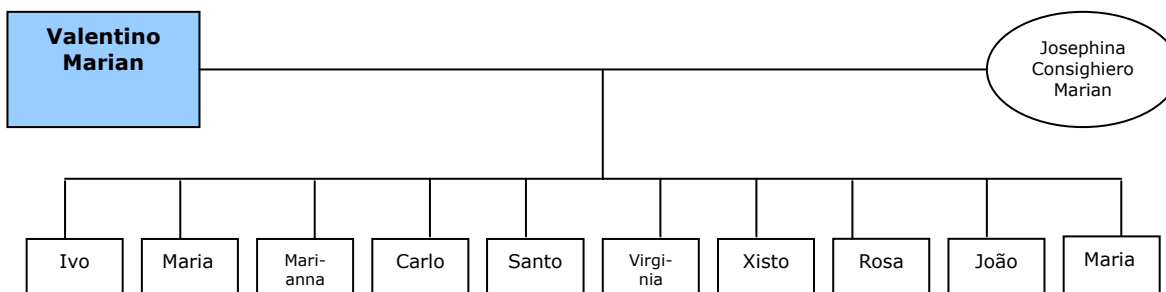 Valentino
Marian
Josephina
Consighiero
Marian
Ivo
Maria
Mari-
anna
Carlo
Santo
Virgi-
nia
Xisto
Rosa
João
Maria